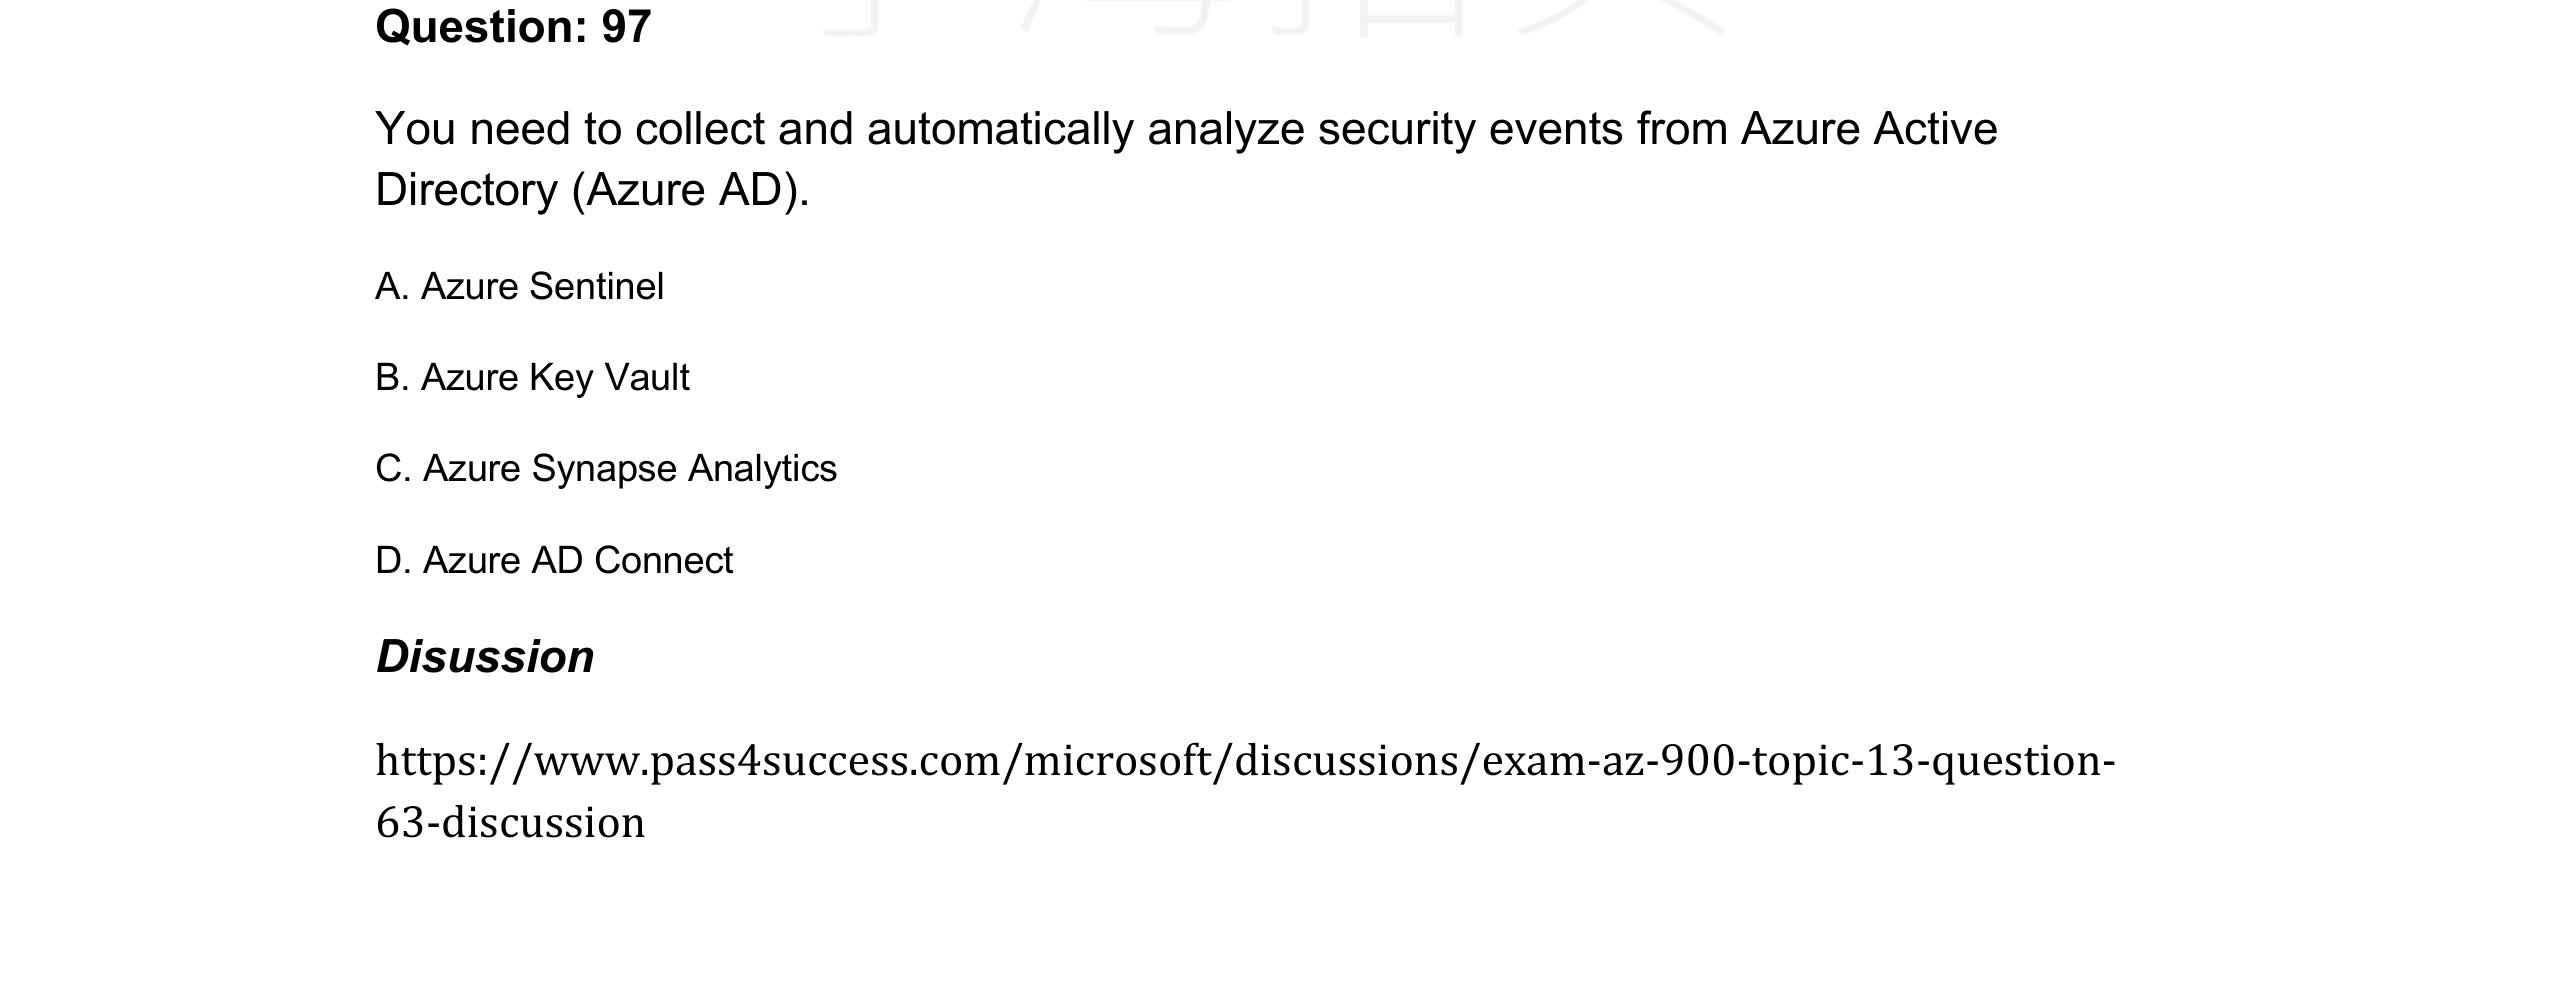 Question: 97
You need to collect and automatically analyze security events from Azure Active
Directory (Azure AD).
A. Azure Sentinel
B. Azure Key Vault
C. Azure Synapse Analytics
D. Azure AD Connect
Disussion
https://www.pass4success.com/microsoft/discussions/exam-az-900-topic-13-question-
63-discussion